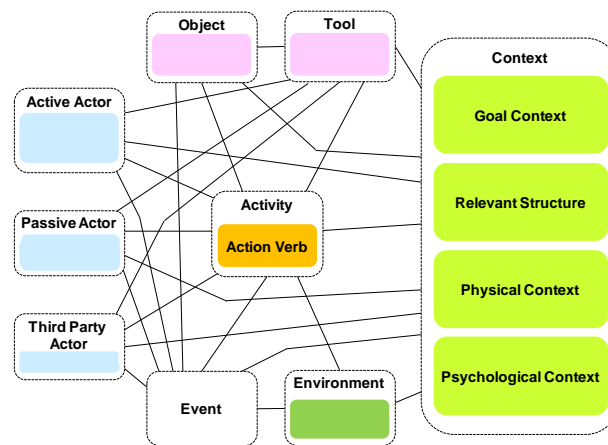 Object
Tool
Context
Active Actor
Goal Context
Relevant Structure
Activity
Passive Actor
Action Verb
Physical Context
Third Party
Actor
Psychological Context
Environment
Event